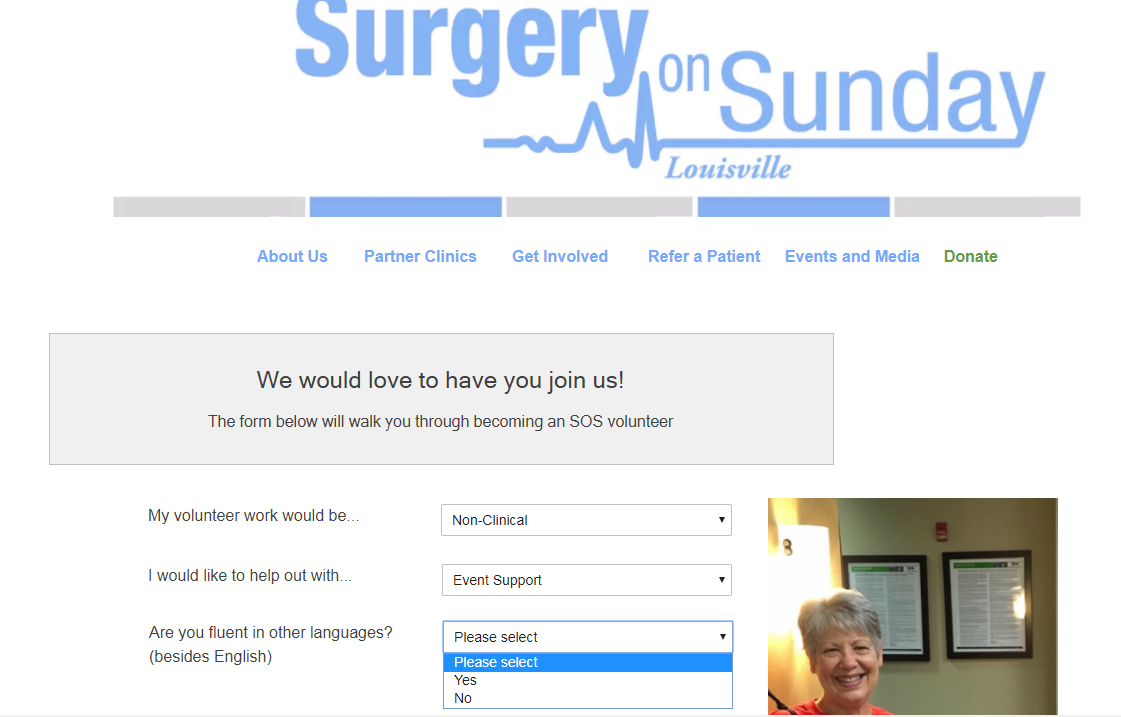 Surgery on Sunday
Louisville
About Us Partner Clinics Get Involved Refer a Patient Events and Media Donate
We would love to have you join us!
The form below will walk you through becoming an SOS volunteer
My volunteer work would be... Non-Clinical
I would like to help out with... Event Support
Are you fluent in other languages? Please select
(besides English)
Please select
Yes
No
8